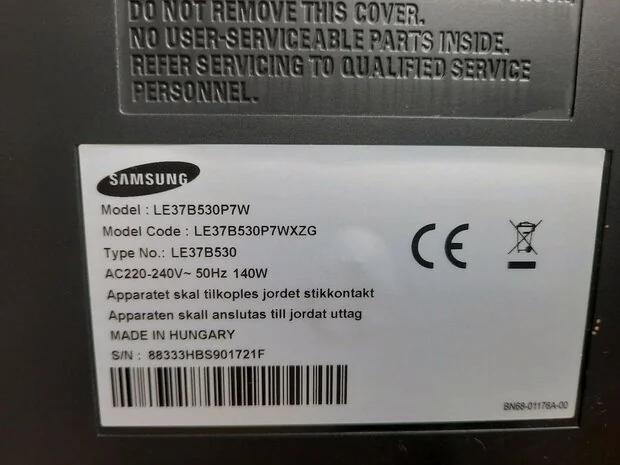 DO NOT REMOVE THIS COVER.
NO USER-SERVICEABLE PARTS INSIDE.
REFER SERVICING TO QUALIFIED SERVICE
PERSONNEL.
SAMSUNG
Model : LE37B530P7W
Model Code : LE37B530P7WXZG
Type No.: LE37B530
AC220-240V~ 50Hz 140W
Apparatet skal tilkoples jordet stikkontakt
Apparaten skall anslutas till jordat uttag
MADE IN HUNGARY
S/N : 88333HBS901721F
CE
BN68-01176A-00